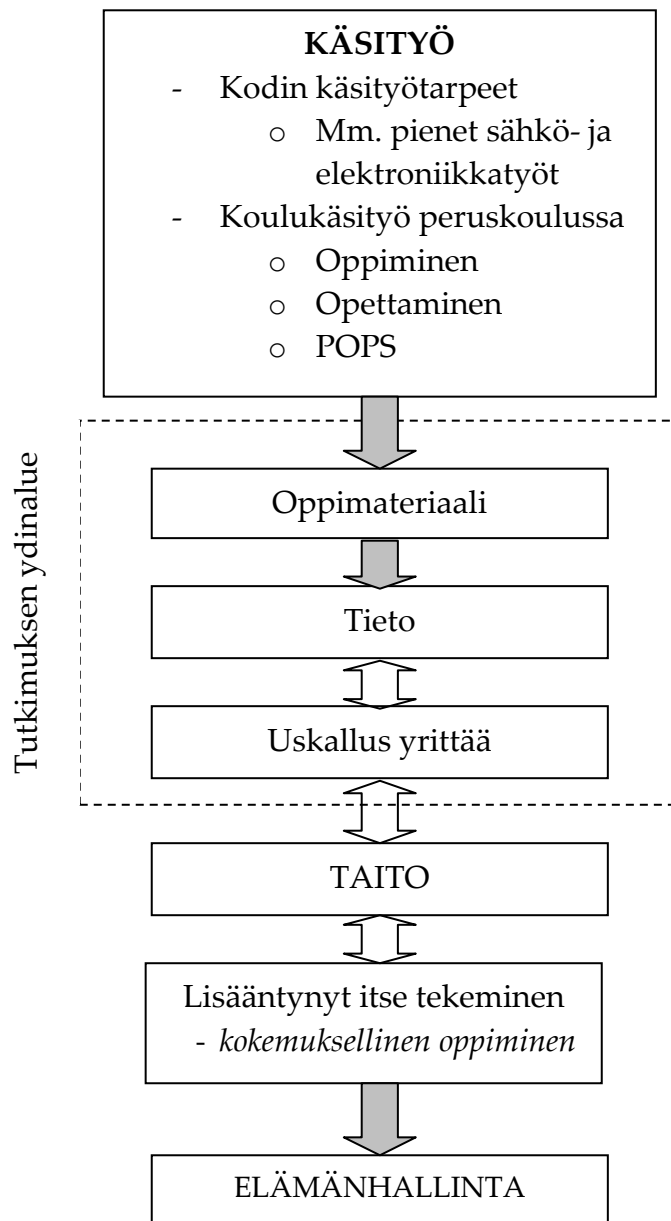 KÄSITYÖ
- Kodin käsityötarpeet
o Mm. pienet sähkö- ja
elektroniikkatyöt
- Koulukäsityö peruskoulussa
o Oppiminen
o Opettaminen
o POPS
Tutkimuksen ydinalue
Oppimateriaali
Tieto
Uskallus yrittää
TAITO
Lisääntynyt itse tekeminen
- kokemuksellinen oppiminen
ELÄMÄNHALLINTA